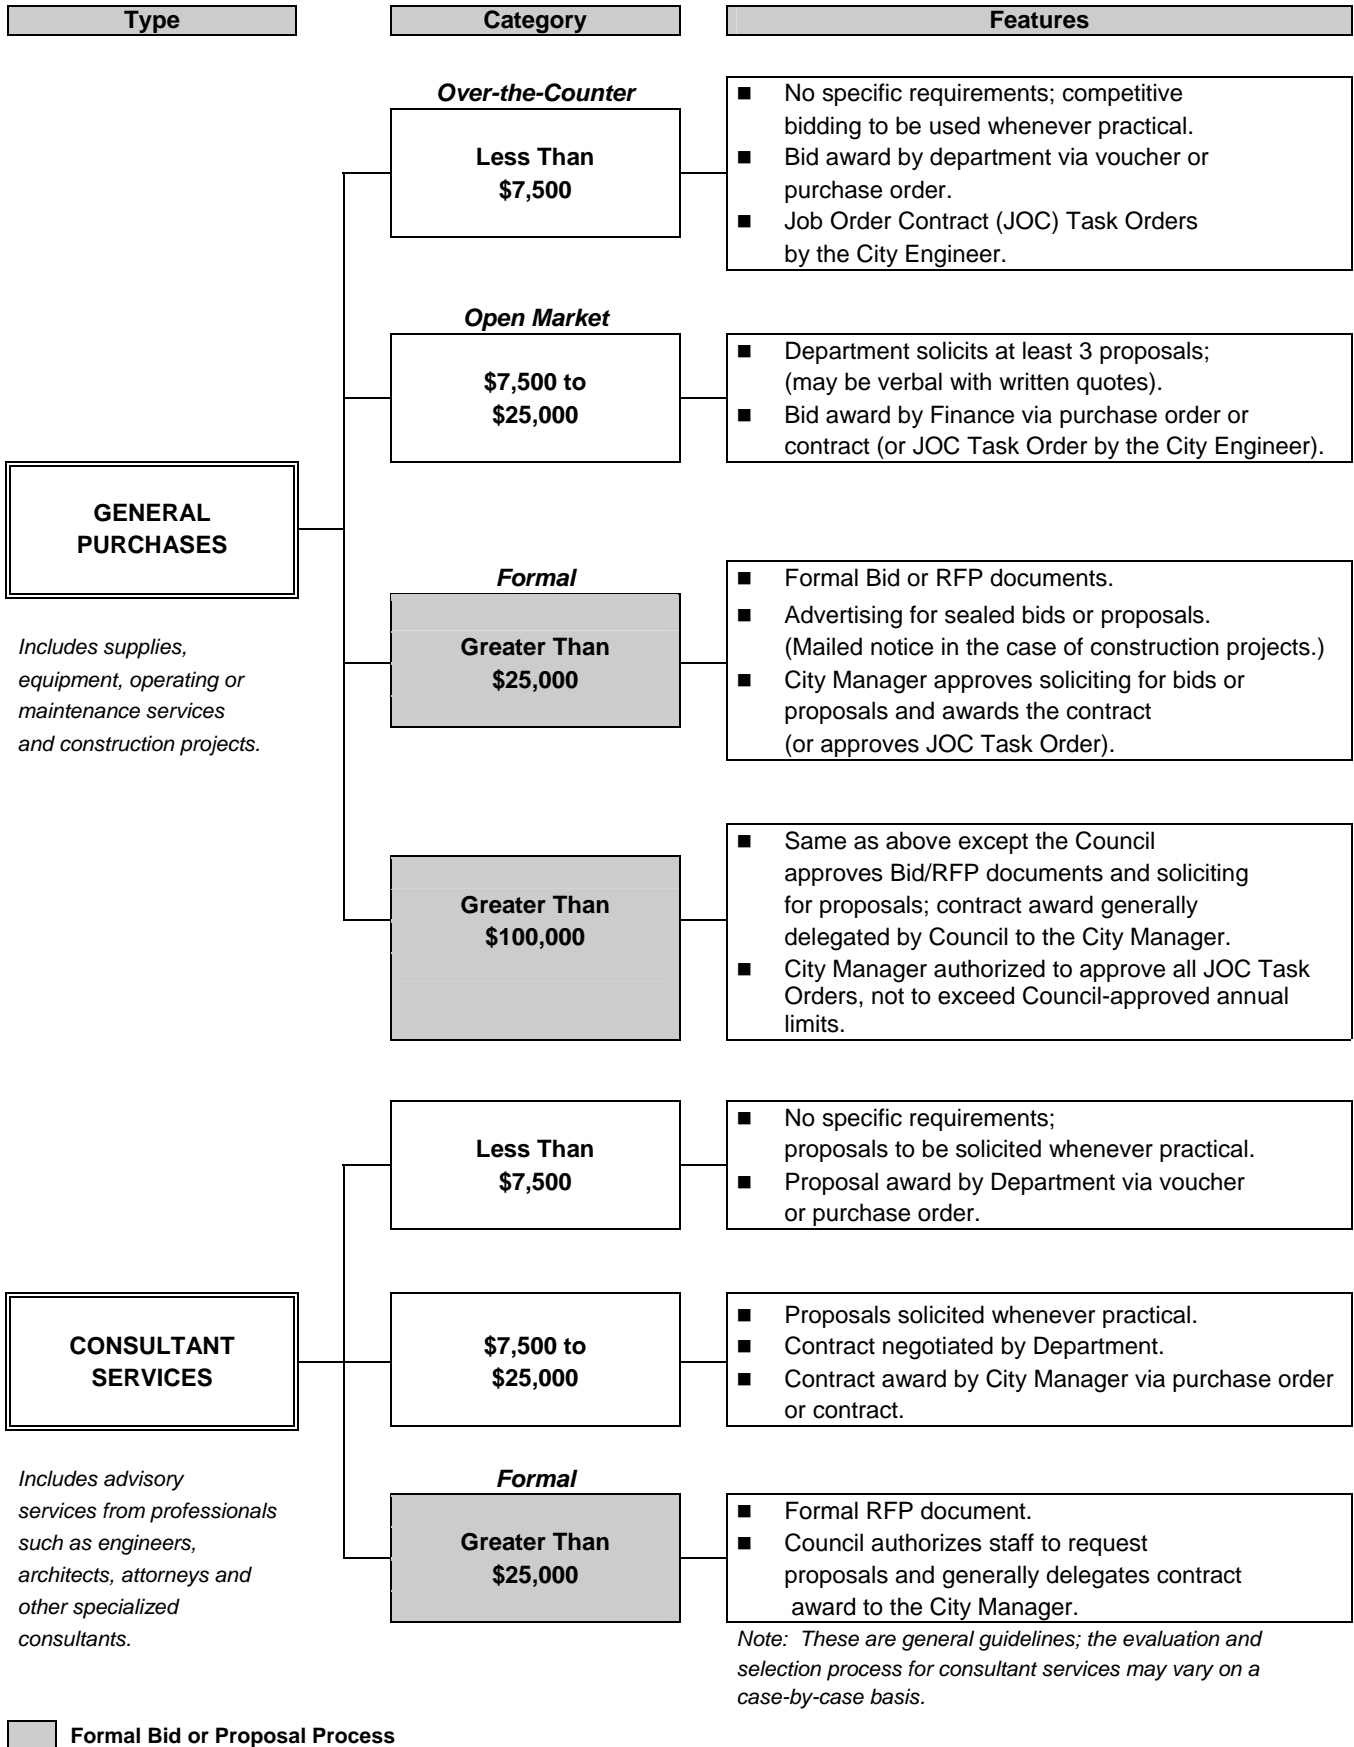 Type
Category
Features
Over-the-Counter
Less Than
$7,500
■ No specific requirements; competitive
bidding to be used whenever practical.
■ Bid award by department via voucher or
purchase order.
■ Job Order Contract (JOC) Task Orders
by the City Engineer.
Open Market
$7,500 to
$25,000
■ Department solicits at least 3 proposals;
(may be verbal with written quotes).
■ Bid award by Finance via purchase order or
contract (or JOC Task Order by the City Engineer).
GENERAL
PURCHASES
Includes supplies,
equipment, operating or
maintenance services
and construction projects.
Formal
Greater Than
$25,000
■ Formal Bid or RFP documents.
■ Advertising for sealed bids or proposals.
(Mailed notice in the case of construction projects.)
■ City Manager approves soliciting for bids or
proposals and awards the contract
(or approves JOC Task Order).
Greater Than
$100,000
■ Same as above except the Council
approves Bid/RFP documents and soliciting
for proposals; contract award generally
delegated by Council to the City Manager.
■ City Manager authorized to approve all JOC Task
Orders, not to exceed Council-approved annual
limits.
Less Than
$7,500
■ No specific requirements;
proposals to be solicited whenever practical.
■ Proposal award by Department via voucher
or purchase order.
CONSULTANT
SERVICES
Includes advisory
services from professionals
such as engineers,
architects, attorneys and
other specialized
consultants.
$7,500 to
$25,000
■ Proposals solicited whenever practical.
■ Contract negotiated by Department.
■ Contract award by City Manager via purchase order
or contract.
Formal
Greater Than
$25,000
■ Formal RFP document.
■ Council authorizes staff to request
proposals and generally delegates contract
award to the City Manager.
Note: These are general guidelines; the evaluation and
selection process for consultant services may vary on a
case-by-case basis.
Formal Bid or Proposal Process